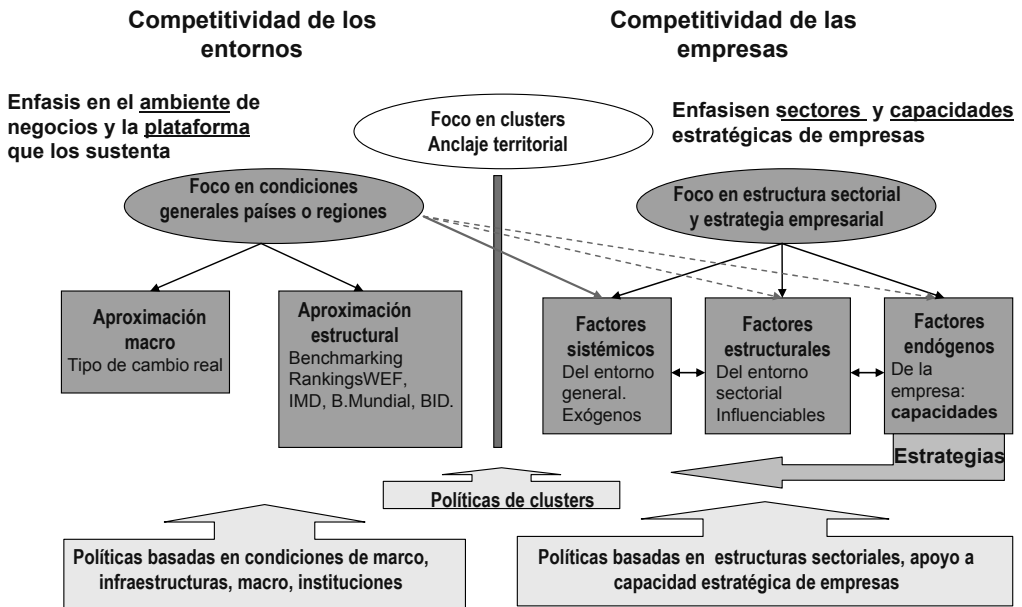 Competitividad de los
entornos
Competitividad de las
empresas
Enfasis en el ambiente de
negocios y la plataforma
que los sustenta
Foco en clusters
Anclaje territorial
Enfasisen sectores y capacidades
estratégicas de empresas
Foco en condiciones
generales países o regiones
Foco en estructura sectorial
y estrategia empresarial
Aproximación
macro
Tipo de cambio real
Aproximación
estructural
Benchmarking
RankingsWEF,
IMD, B.Mundial, BID.
Factores
sistémicos
Del entorno
general.
Exógenos
Factores
estructurales
Del entorno
sectorial
Influenciables
Factores
endógenos
De la
empresa:
capacidades
Estrategias
Políticas de clusters
Políticas basadas en condiciones de marco,
infraestructuras, macro, instituciones
Políticas basadas en estructuras sectoriales, apoyo a
capacidad estratégica de empresas